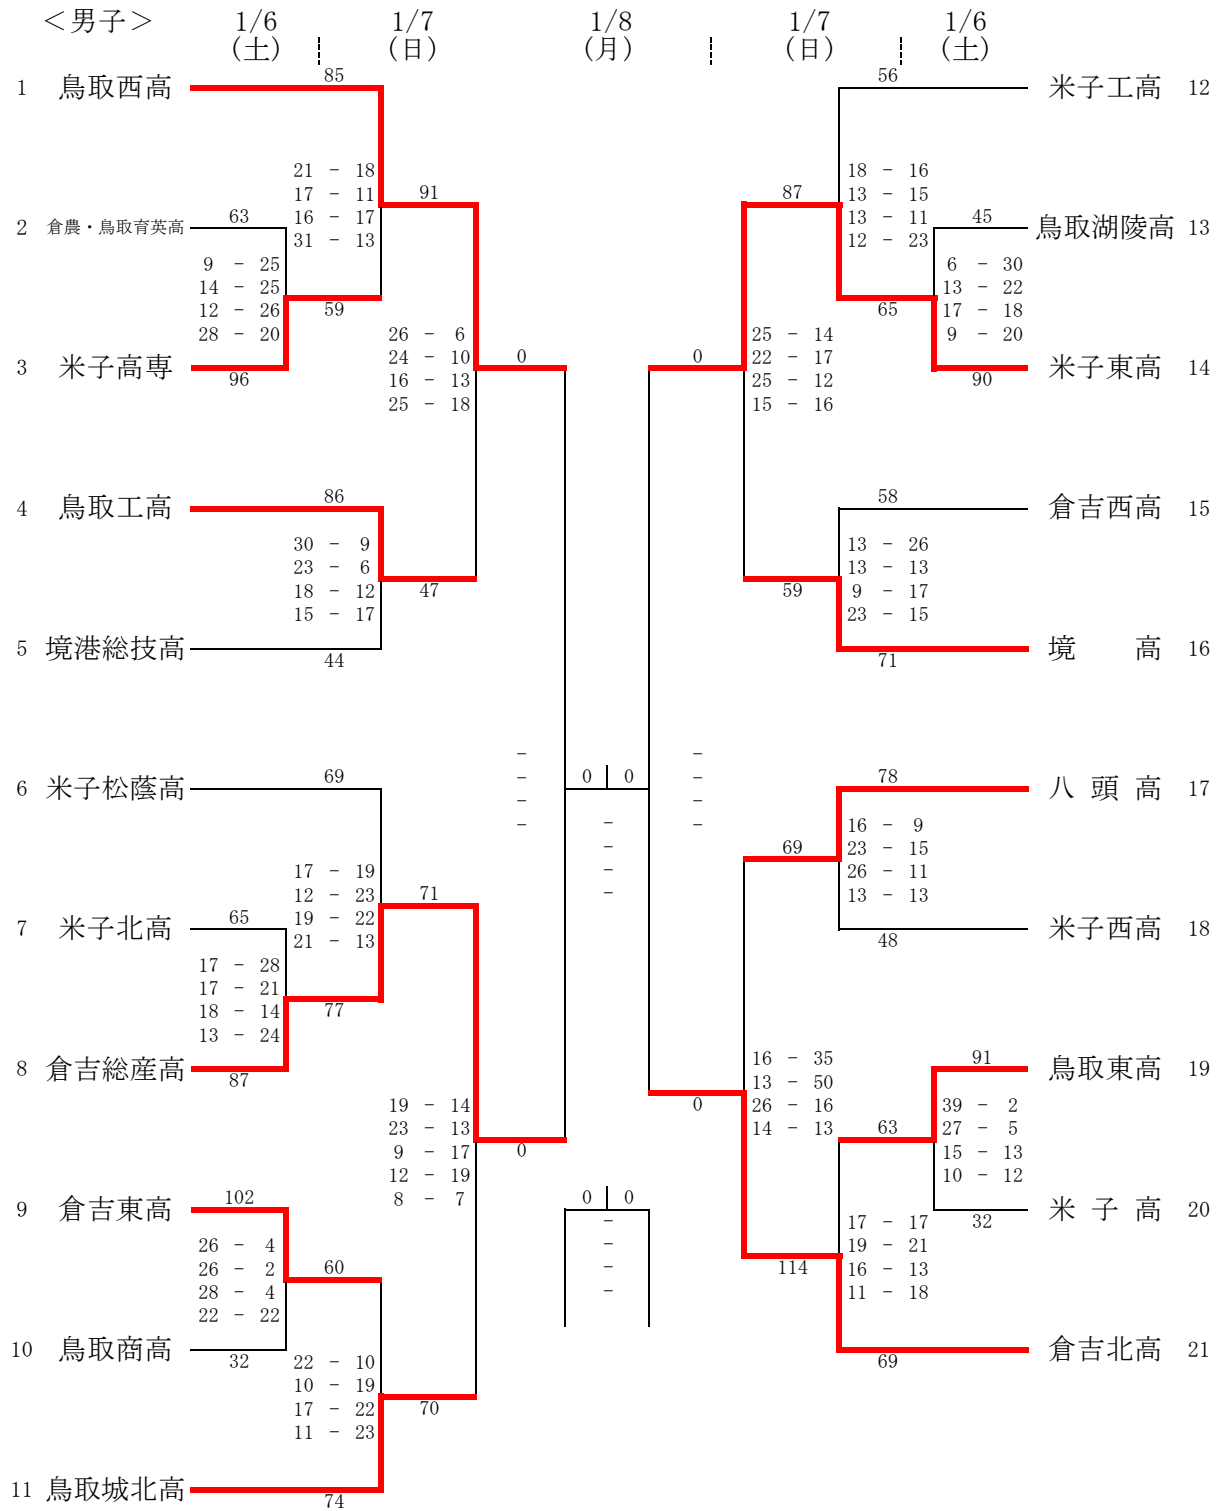 ＜男子＞ 1/6 1/7 1/8 1/7 1/6
(土) (日) (月) (日) (土)
85 56
1 鳥取西高 米子工高 12
21 - 18 18 - 16
17 - 11 91 87 13 - 15
2 倉農・鳥取育英高 63 16 - 17 13 - 11 45 鳥取湖陵高 13
31 - 13 12 - 23
9 - 25 6 - 30
14 - 25 13 - 22
12 - 26 59 65 17 - 18
28 - 20 26 - 6 25 - 14 9 - 20
24 - 10 0 0 22 - 17
3 米子高専 米子東高 14
96 16 - 13 25 - 12 90
25 - 18 15 - 16
86 58
4 鳥取工高 倉吉西高 15
30 - 9 13 - 26
23 - 6 13 - 13
18 - 12 47 59 9 - 17
15 - 17 23 - 15
5 境港総技高 境 高 16
44 71
- -
69 - 0 0 - 78
6 米子松蔭高 八頭高 17
- -
- - - 16 - 9
- 69 23 - 15
17 - 19 - 26 - 11
12 - 23 71 - 13 - 13
7 米子北高 65 19 - 22 米子西高 18
21 - 13 48
17 - 28
17 - 21
18 - 14 77
13 - 24
8 倉吉総産高 16 - 35 91 鳥取東高 19
87 13 - 50
19 - 14 0 26 - 16 39 - 2
23 - 13 14 - 13 63 27 - 5
9 - 17 0 15 - 13
12 - 19 10 - 12
8 - 7 0 0
9 倉吉東高 102 米子高 20
- 17 - 17 32
26 - 4 - 19 - 21
26 - 2 60 - 114 16 - 13
28 - 4 - 11 - 18
22 - 22
10 鳥取商高 倉吉北高 21
32 22 - 10 69
10 - 19
17 - 22 70
11 - 23
11 鳥取城北高
74